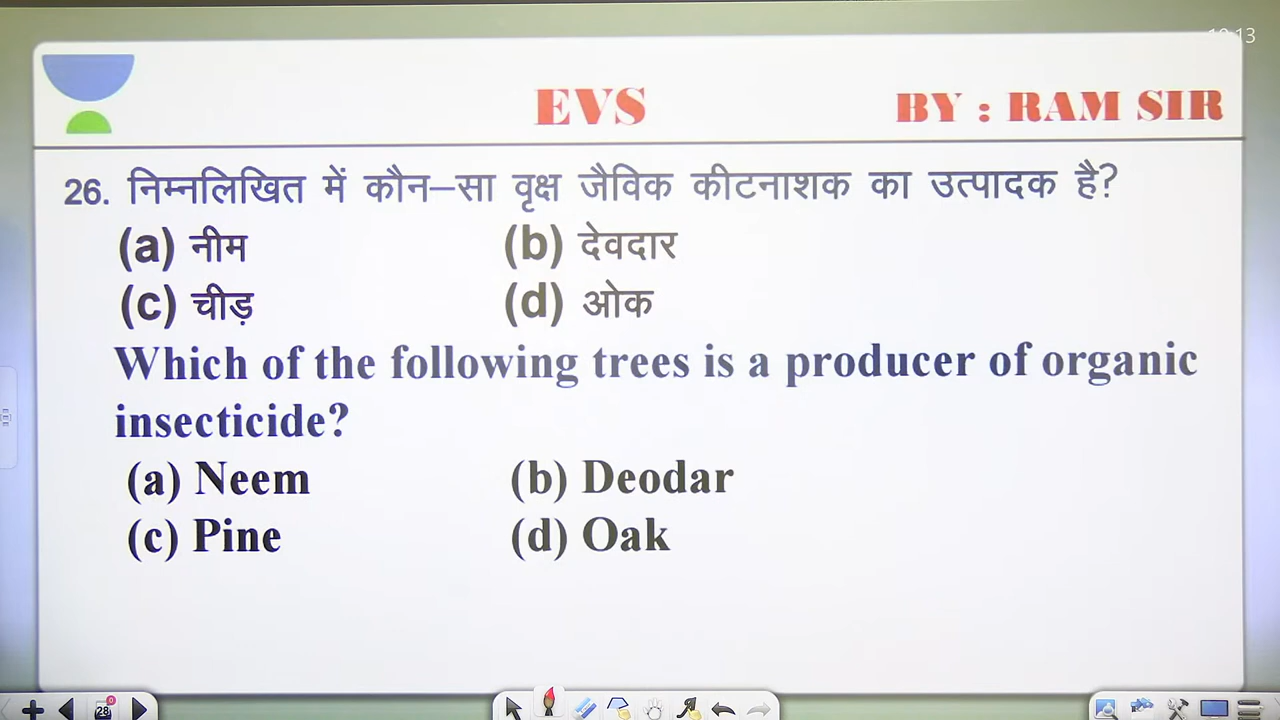 EVS
BY : RAM SIR
26. निम्नलिखित में कौन–सा वृक्ष जैविक कीटनाशक का उत्पादक है?
(a) नीम (b) देवदार
(c) चीड़ (d) ओक
Which of the following trees is a producer of organic
insecticide?
(a) Neem (b) Deodar
(c) Pine (d) Oak
28